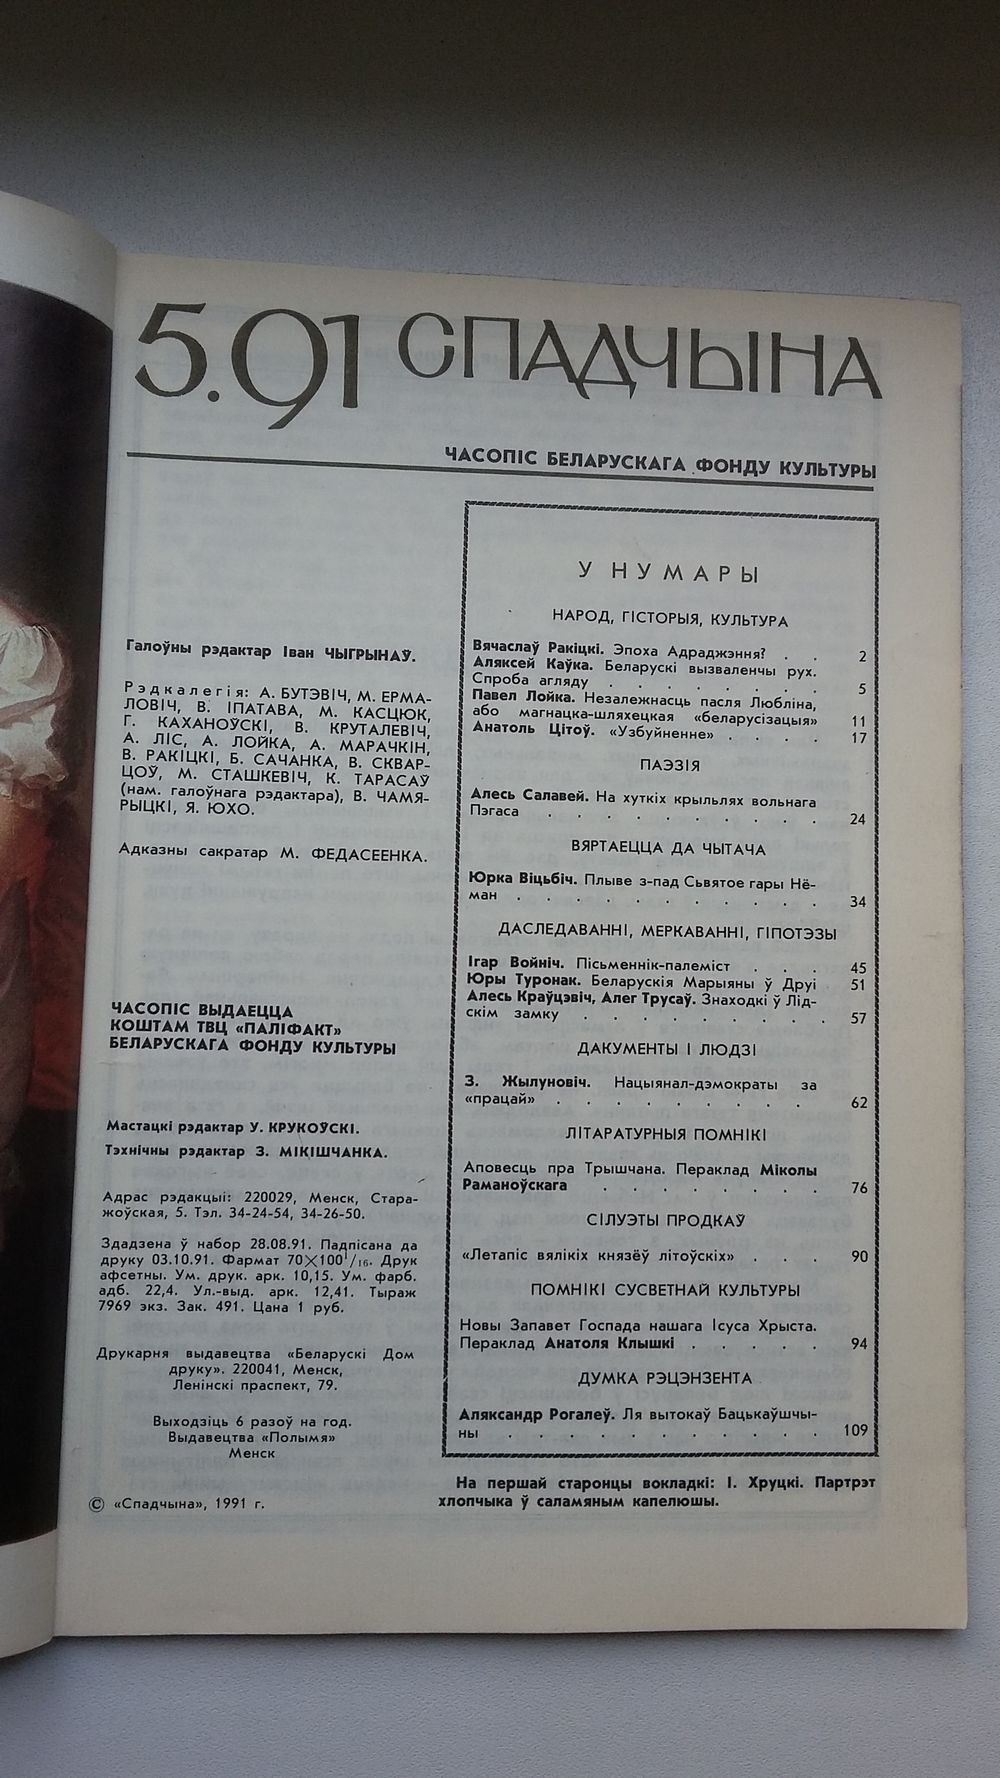 5.91 СПАДЧЫНА
ЧАСОПІС БЕЛАРУСКАГА ФОНДУ КУЛЬТУРЫ
Галоўны рэдактар Іван ЧЫГРЫНАЎ.
Рэдкалегія: А. БУТЭВІЧ, М. ЕРМА-
ЛОВІЧ, В. ІПАТАВА, М. КАСЦЮК,
Г. КАХАНОЎСКІ, В. КРУТАЛЕВІЧ,
А. ЛІС, А. ЛОЙКА, А. МАРАЧКІН,
В. РАКІЦКІ, Б. САЧАНКА, В. СКВАР-
ЦОЎ, М. СТАШКЕВІЧ, К. ТАРАСАЎ
(нам. галоўнага рэдактара), В. ЧАМЯ-
РЫЦКІ, Я. ЮХО.
Адказны сакратар М. ФЕДАСЕЕНКА.
ЧАСОПІС ВЫДАЕЦЦА
КОШТАМ ТВЦ «ПАЛІФАКТ»
БЕЛАРУСКАГА ФОНДУ КУЛЬТУРЫ
Мастацкі рэдактар У. КРУКОЎСКІ.
Тэхнічны рэдактар З. МІКІШЧАНКА.
Адрас рэдакцыі: 220029, Менск, Стара-
жоўская, 5. Тэл. 34-24-54, 34-26-50.
Здадзена ў набор 28.08.91. Падпісана да
друку 03.10.91. Фармат 70×100 1/16. Друк
афсетны. Ум. друк. арк. 10,15. Ум. фарб.
адб. 22,4. Ул.-выд. арк. 12,41. Тыраж
7969 экз. Зак. 491. Цана 1 руб.
Друкарня выдавецтва «Беларускі Дом
друку». 220041, Менск,
Ленінскі праспект, 79.
Выходзіць 6 разоў на год.
Выдавецтва «Полымя»
Менск
© «Спадчына», 1991 г.
У НУМАРЫ
НАРОД, ГІСТОРЫЯ, КУЛЬТУРА
Вячаслаў Ракіцкі. Эпоха Адраджэння? . . 2
Аляксей Каўка. Беларускі вызваленчы рух.
Спроба агляду . . . . . . . 5
Павел Лойка. Незалежнасць пасля Любліна,
або магнацка-шляхецкая «беларусізацыя» 11
Анатоль Цітоў. «Узбуйненне» . . . . 17
ПАЭЗІЯ
Алесь Салавей. На хуткіх крыльлях вольнага
Пэгаса . . . . . . . . . . 24
ВЯРТАЕЦЦА ДА ЧЫТАЧА
Юрка Віцьбіч. Плыве з-пад Сьвятое гары Нё-
ман . . . . . . . . . . . 34
ДАСЛЕДАВАННІ, МЕРКАВАННІ, ГІПОТЭЗЫ
Ігар Войніч. Пісьменнік-палеміст . . . 45
Юры Туронак. Беларускія Марыяны ў Друі 51
Алесь Краўцэвіч, Алег Трусаў. Знаходкі ў Лід-
скім замку . . . . . . . . . 57
ДАКУМЕНТЫ І ЛЮДЗІ
З. Жылуновіч. Нацыянал-дэмократы за
«працай» . . . . . . . . . 62
ЛІТАРАТУРНЫЯ ПОМНІКІ
Аповесць пра Трышчана. Пераклад Міколы
Раманоўскага . . . . . . . . 76
СІЛУЭТЫ ПРОДКАЎ
«Летапіс вялікіх князёў літоўскіх» . . . 90
ПОМНІКІ СУСВЕТНАЙ КУЛЬТУРЫ
Новы Запавет Госпада нашага Ісуса Хрыста.
Пераклад Анатоля Клышкі . . . . . 94
ДУМКА РЭЦЭНЗЕНТА
Аляксандр Рогалеў. Ля вытокаў Бацькаўшчы-
ны . . . . . . . . . . . 109
На першай старонцы вокладкі: І. Хруцкі. Партрэт
хлопчыка ў саламяным капелюшы.